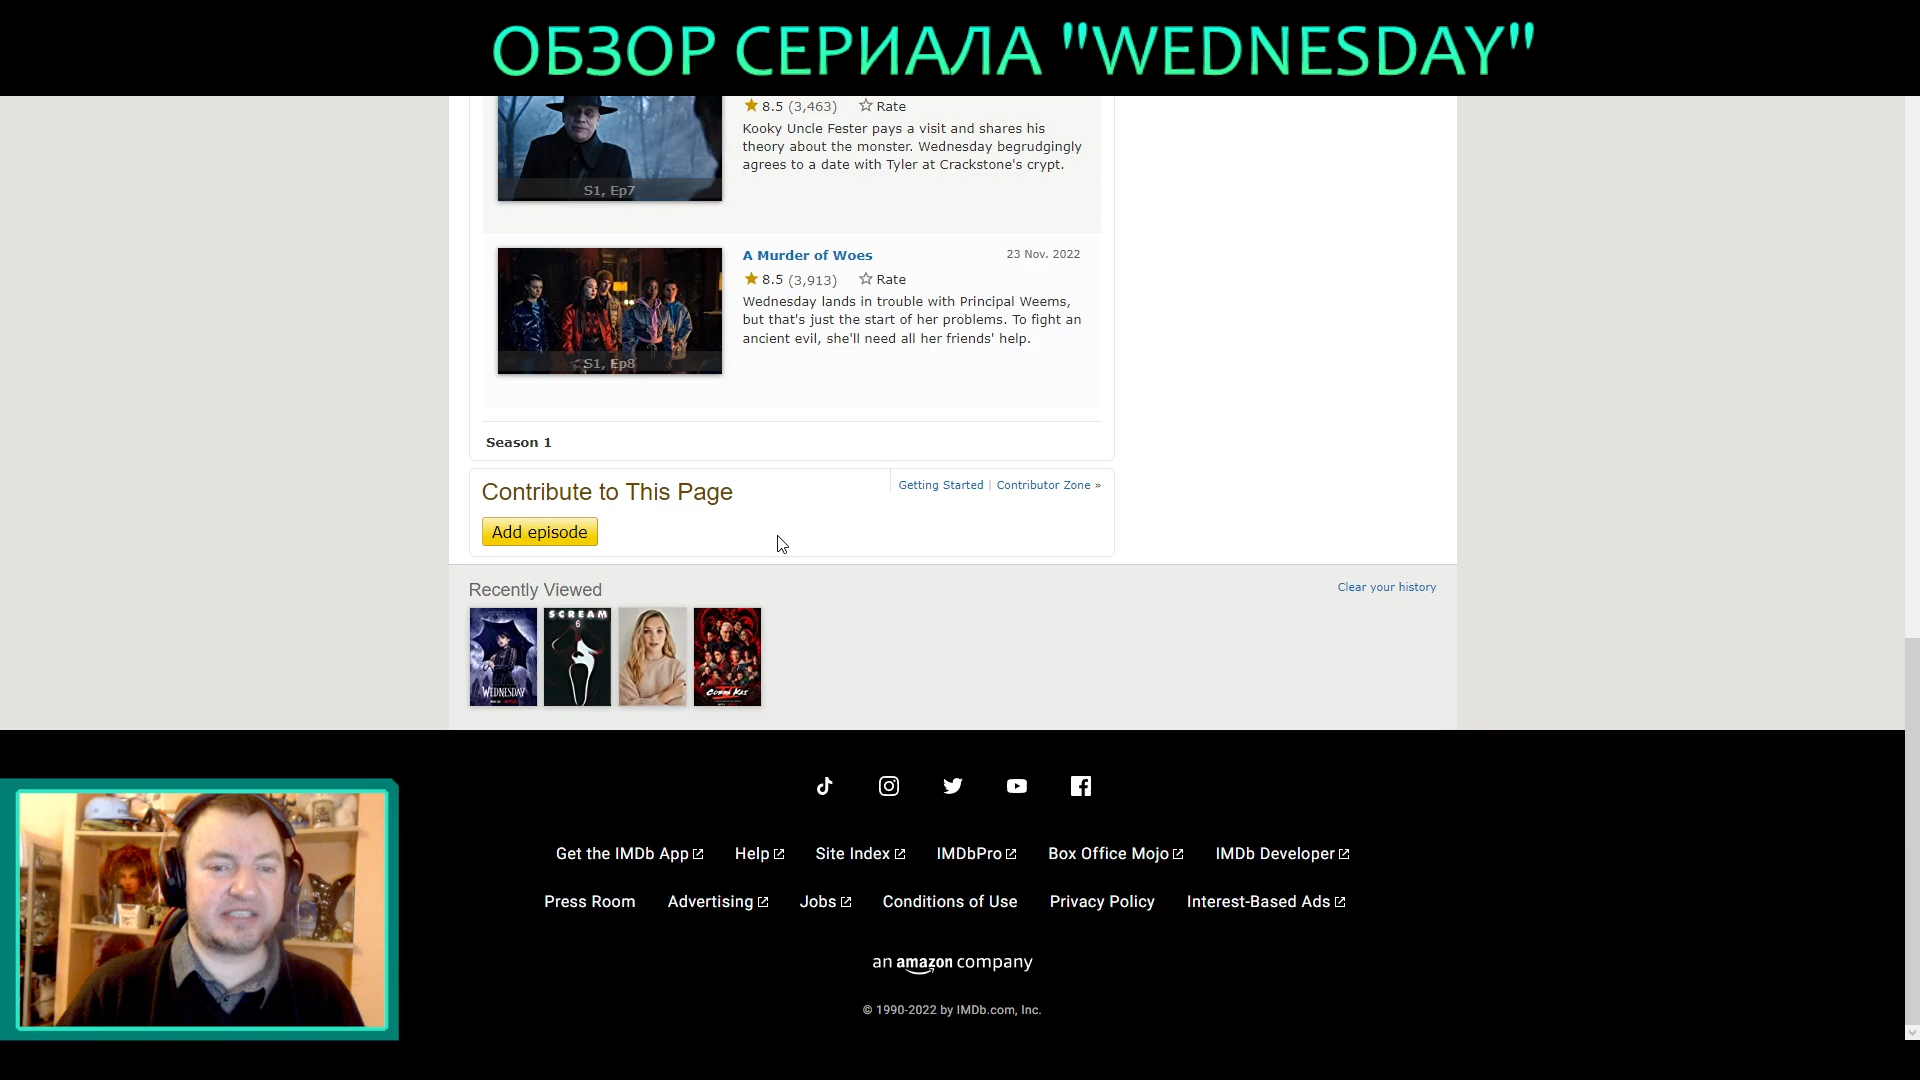 ОБЗОР СЕРИАЛА "WEDNESDAY"
8.5 (3,463) Rate
Kooky Uncle Fester pays a visit and shares his
theory about the monster. Wednesday begrudgingly
agrees to a date with Tyler at Crackstone's crypt.
S1, Ep7
A Murder of Woes
23 Nov. 2022
8.5 (3,913) Rate
Wednesday lands in trouble with Principal Weems,
but that's just the start of her problems. To fight an
ancient evil, she'll need all her friends' help.
S1, Ep8
Season 1
Contribute to This Page
Getting Started | Contributor Zone »
Add episode
Recently Viewed
Clear your history
WEDNESDAY
SCREAM
6
COBRA KAI
Get the IMDb App Help Site Index IMDbPro Box Office Mojo IMDb Developer
Press Room Advertising Jobs Conditions of Use Privacy Policy Interest-Based Ads
an amazon company
© 1990-2022 by IMDb.com, Inc.